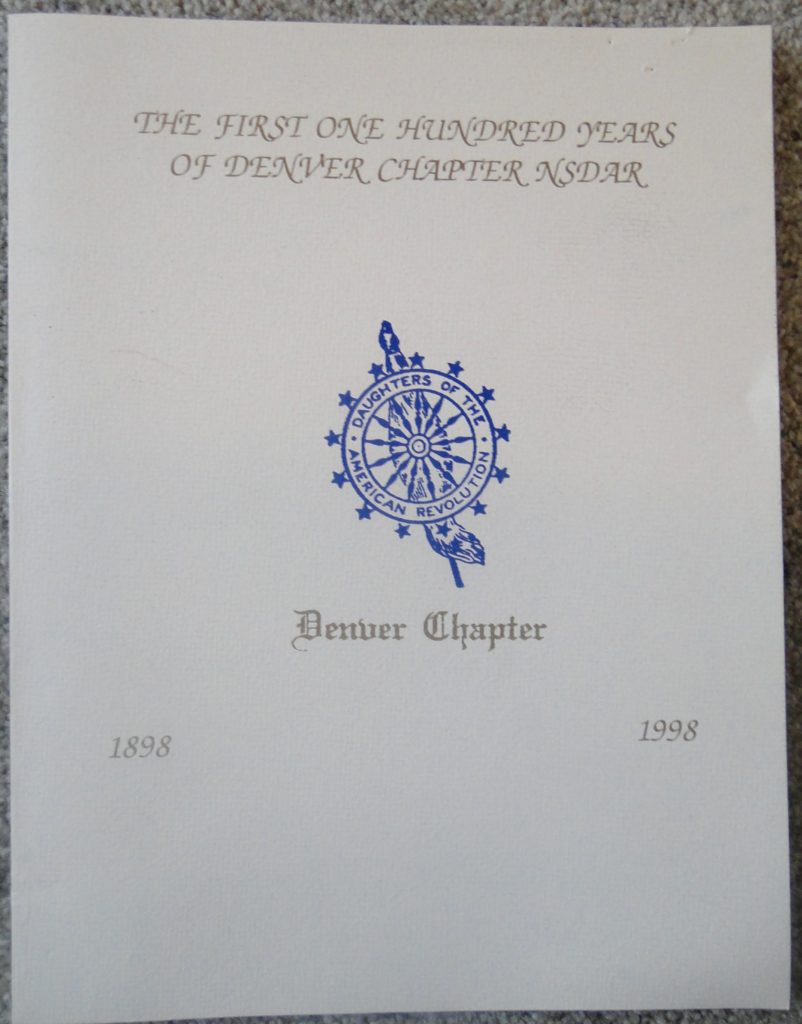 THE FIRST ONE HUNDRED YEARS
OF DENVER CHAPTER NSDAR
DAUGHTERS OF THE
AMERICAN REVOLUTION
Denver Chapter
1898
1998